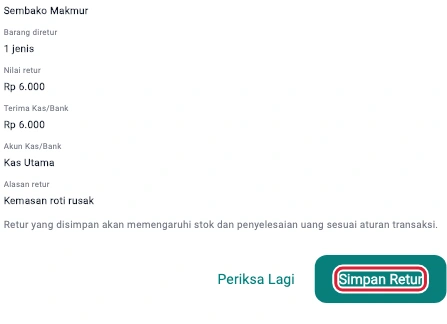 Sembako Makmur
Barang diretur
1 jenis
Nilai retur
Rp 6.000
Terima Kas/Bank
Rp 6.000
Akun Kas/Bank
Kas Utama
Alasan retur
Kemasan roti rusak
Retur yang disimpan akan memengaruhi stok dan penyelesaian uang sesuai aturan transaksi.
Periksa Lagi
Simpan Retur